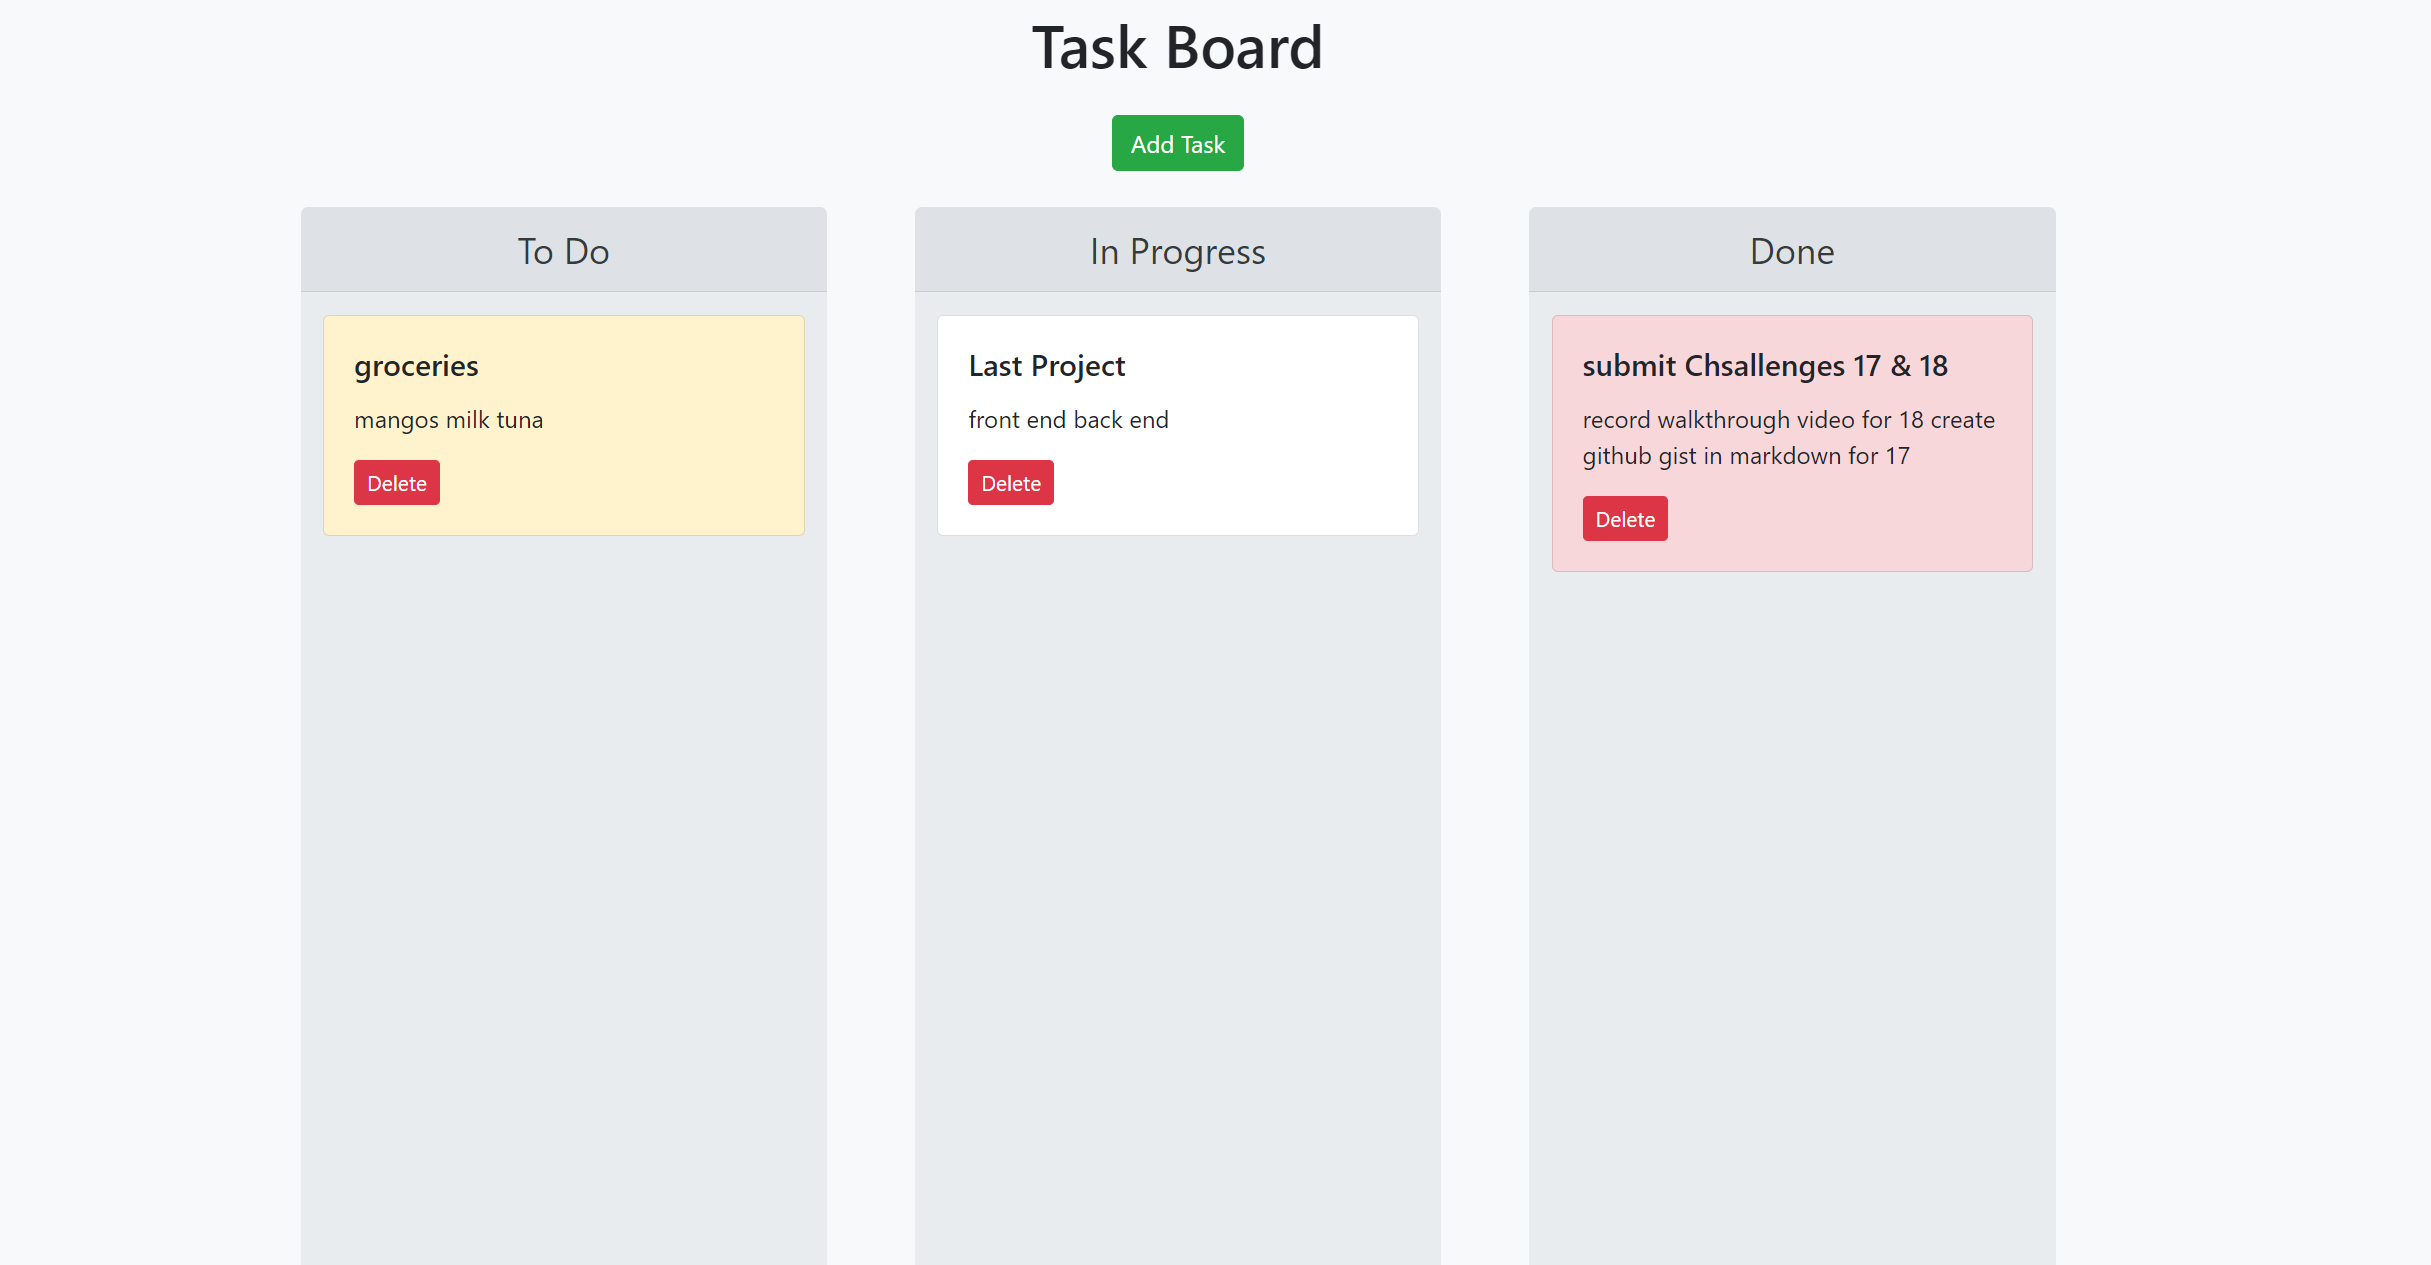 Task Board
Add Task
To Do
groceries
mangos milk tuna
Delete
In Progress
Last Project
front end back end
Delete
Done
submit Chsallenges 17 & 18
record walkthrough video for 18 create
github gist in markdown for 17
Delete